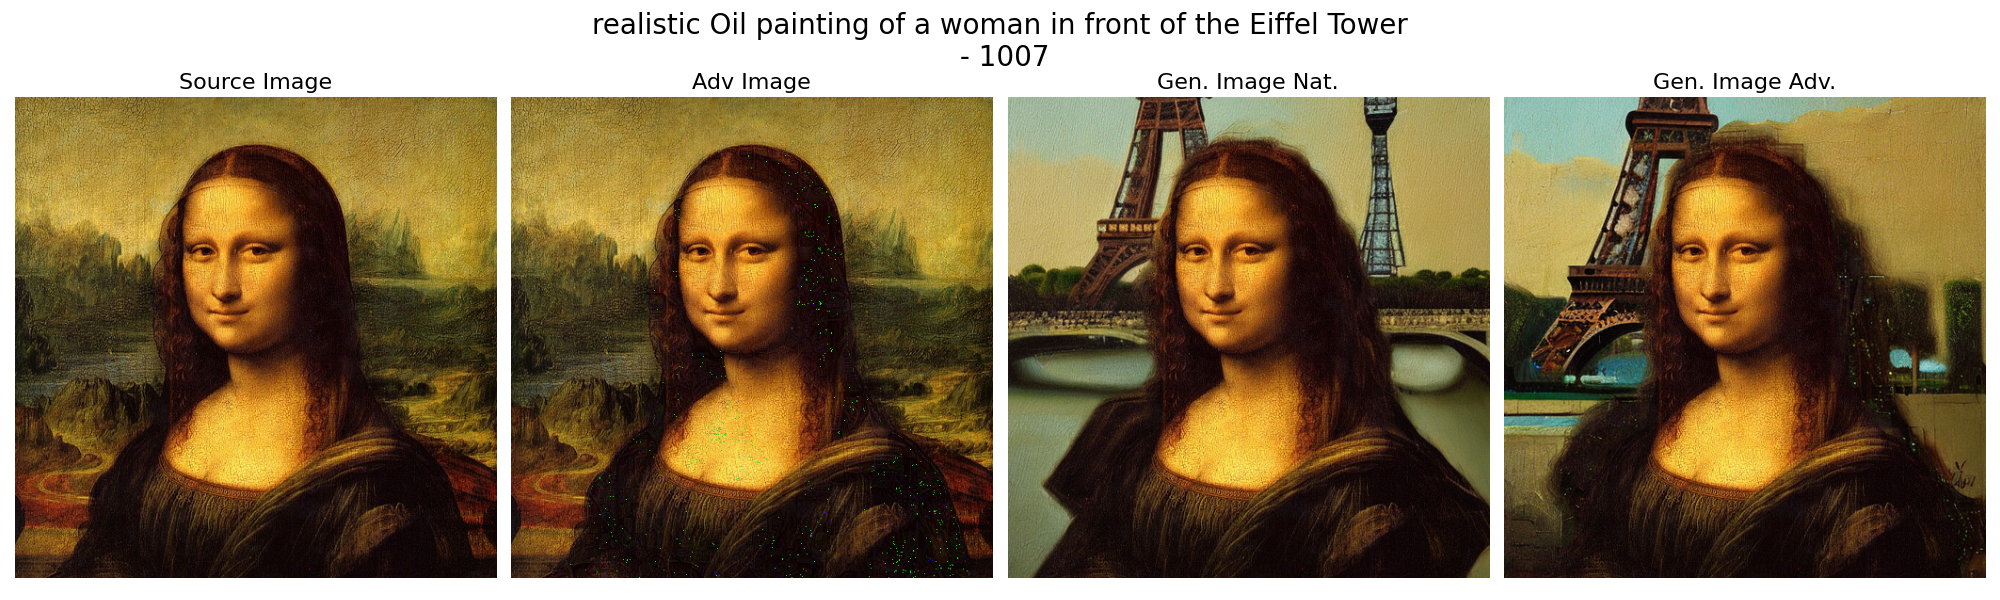 realistic Oil painting of a woman in front of the Eiffel Tower
- 1007
Source Image
Adv Image
Gen. Image Nat.
Gen. Image Adv.